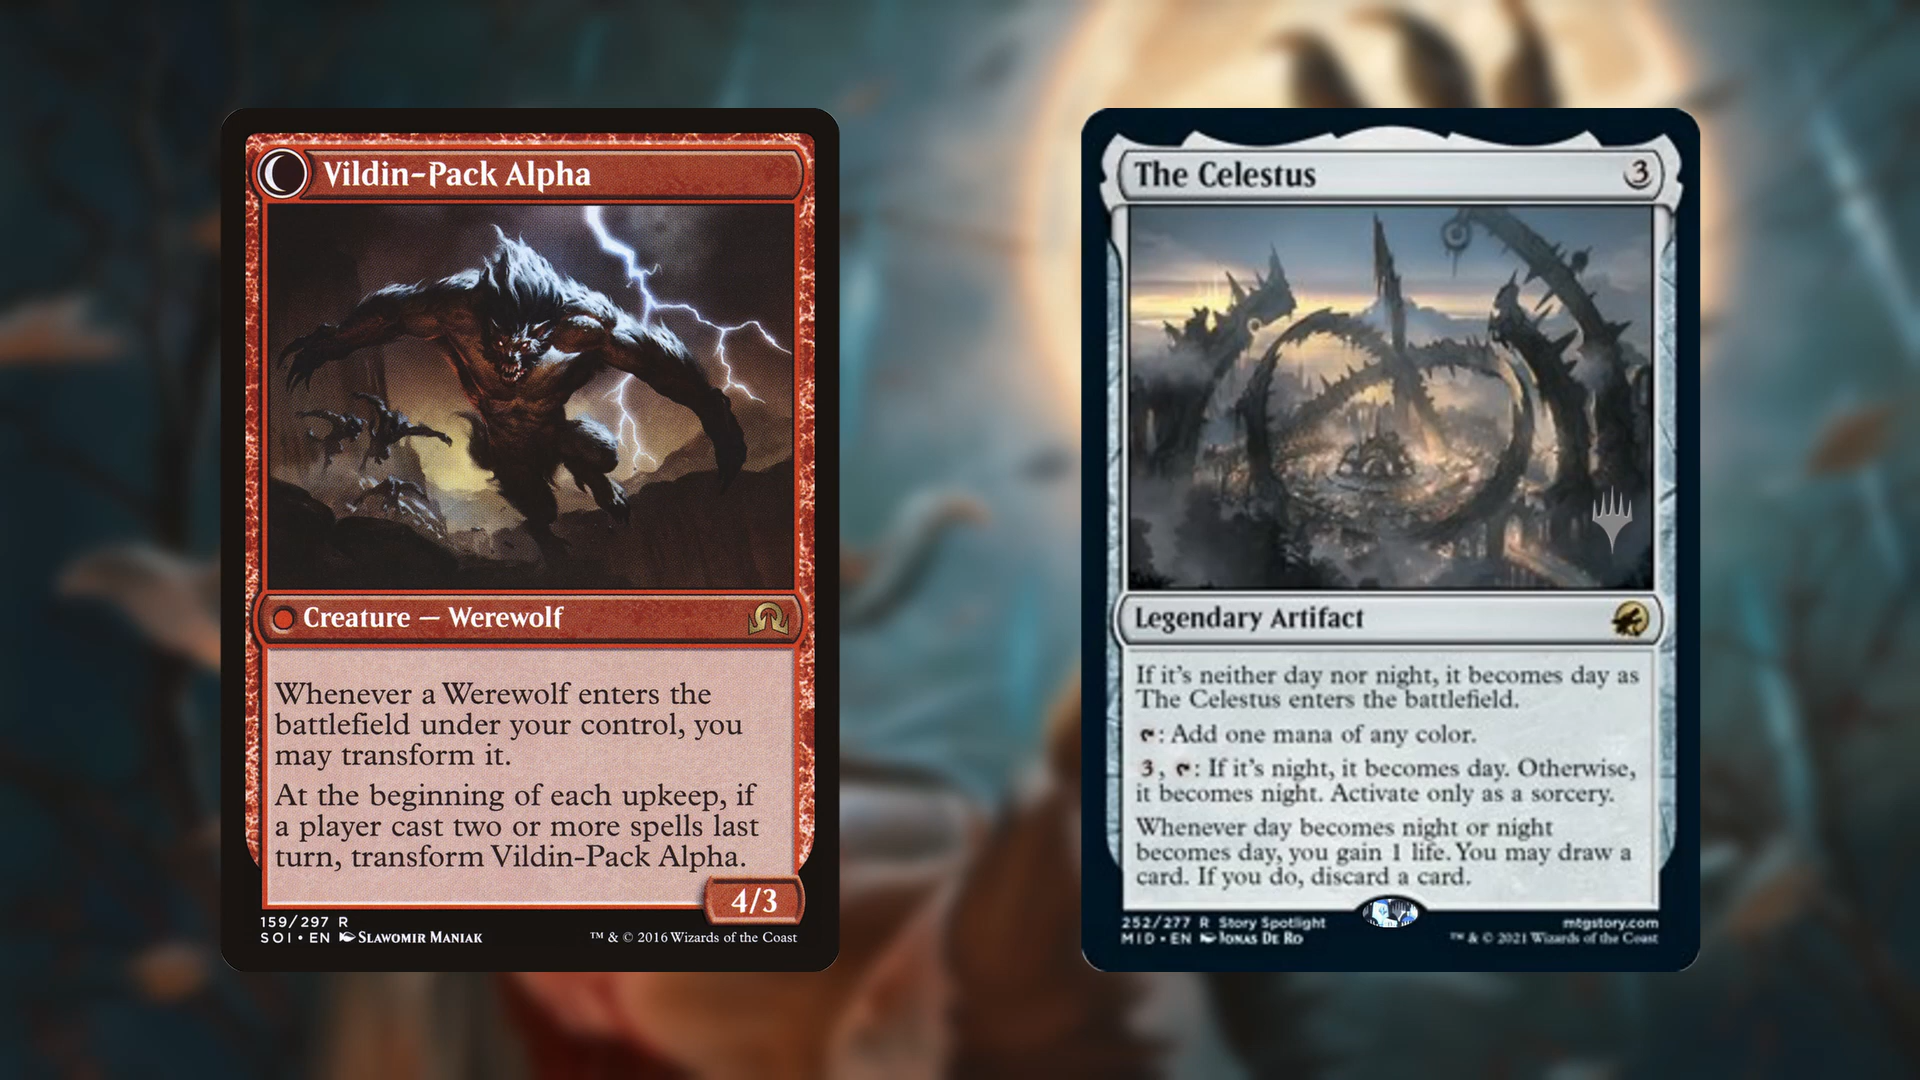 Vildin-Pack Alpha
Creature — Werewolf
Whenever a Werewolf enters the
battlefield under your control, you
may transform it.
At the beginning of each upkeep, if
a player cast two or more spells last
turn, transform Vildin-Pack Alpha.
4/3
159/297 R
SOI • EN Slawomir Maniak
™ & © 2016 Wizards of the Coast
The Celestus
3
Legendary Artifact
If it's neither day nor night, it becomes day as
The Celestus enters the battlefield.
: Add one mana of any color.
3, : If it's night, it becomes day. Otherwise,
it becomes night. Activate only as a sorcery.
Whenever day becomes night or night
becomes day, you gain 1 life. You may draw a
card. If you do, discard a card.
252/277 R Story Spotlight
MID • EN Jonas De Ro
mtgstory.com
™ & © 2021 Wizards of the Coast